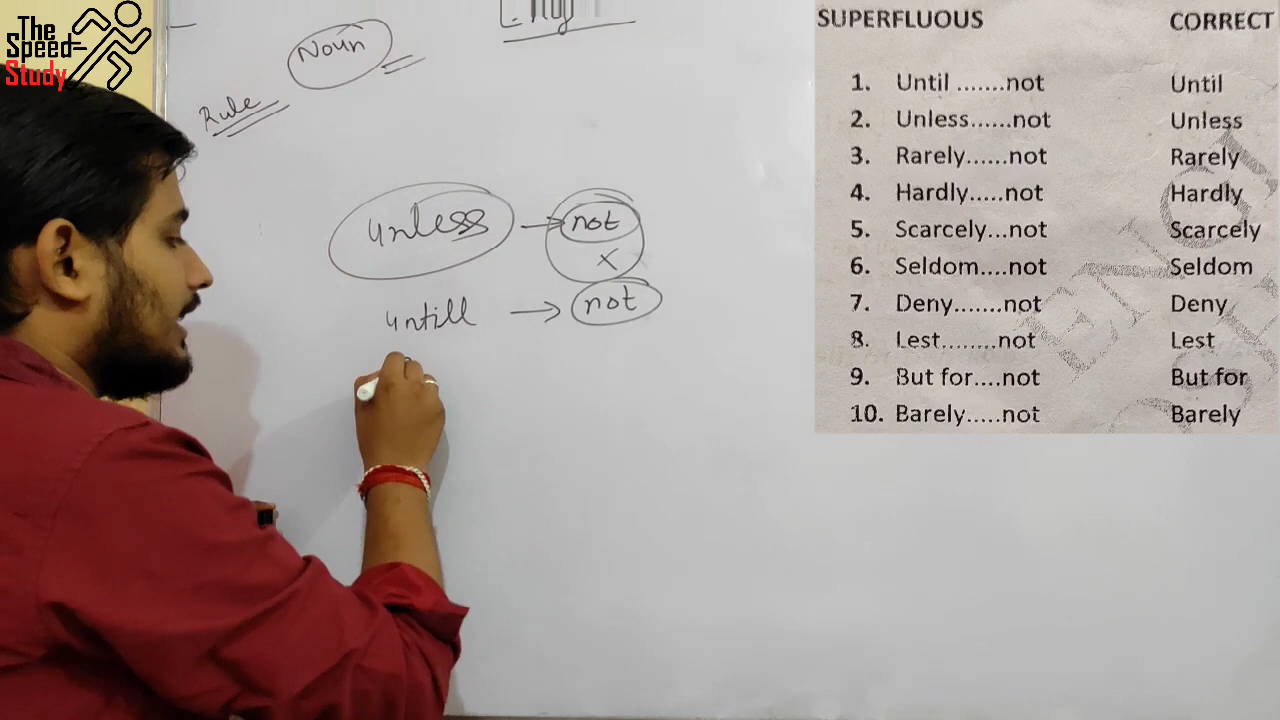 The
Speed
Study
Noun
Rule
unless → not
x
untill → not
SUPERFLUOUS CORRECT
1. Until .......not Until
2. Unless......not Unless
3. Rarely......not Rarely
4. Hardly.....not Hardly
5. Scarcely...not Scarcely
6. Seldom....not Seldom
7. Deny.......not Deny
8. Lest........not Lest
9. But for....not But for
10. Barely.....not Barely